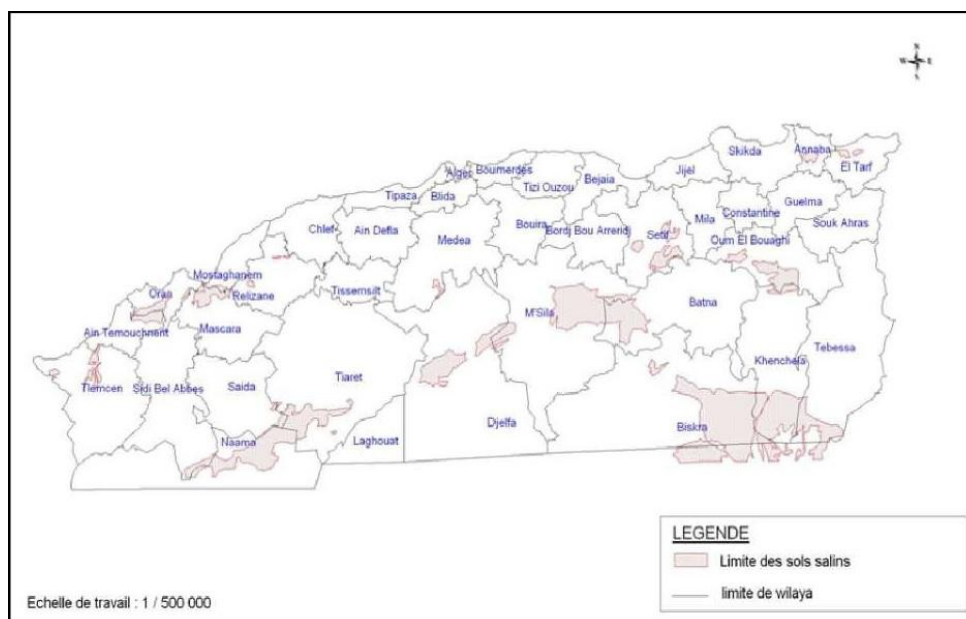 N
W E
S
Skikda
Annaba
El Tarf
Jijel
Alger
Boumerdes
Tizi Ouzou
Bejaia
Guelma
Tipaza
Blida
Mila
Constantine
Souk Ahras
Chlef
Ain Defla
Medea
Bouira
Bordj Bou Arreridj
Setif
Oum El Bouaghi
Mostaghanem
Oran
Relizane
Tissemsilt
Batna
M'Sila
Ain Temouchnent
Mascara
Khenchela
Tebessa
Tlemcen
Sidi Bel Abbes
Saida
Tiaret
Djelfa
Biskra
Naama
Laghouat
LEGENDE
Limite des sols salins
limite de wilaya
Echelle de travail : 1 / 500 000